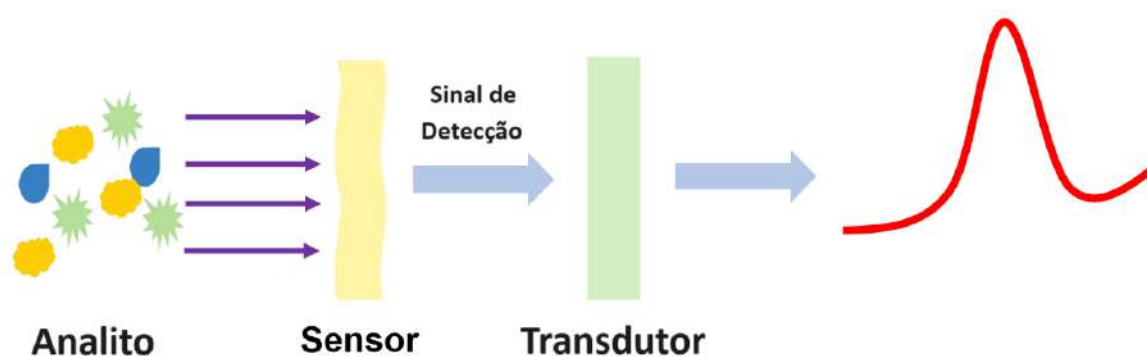 Sinal de
Detecção
Analito
Sensor
Transdutor